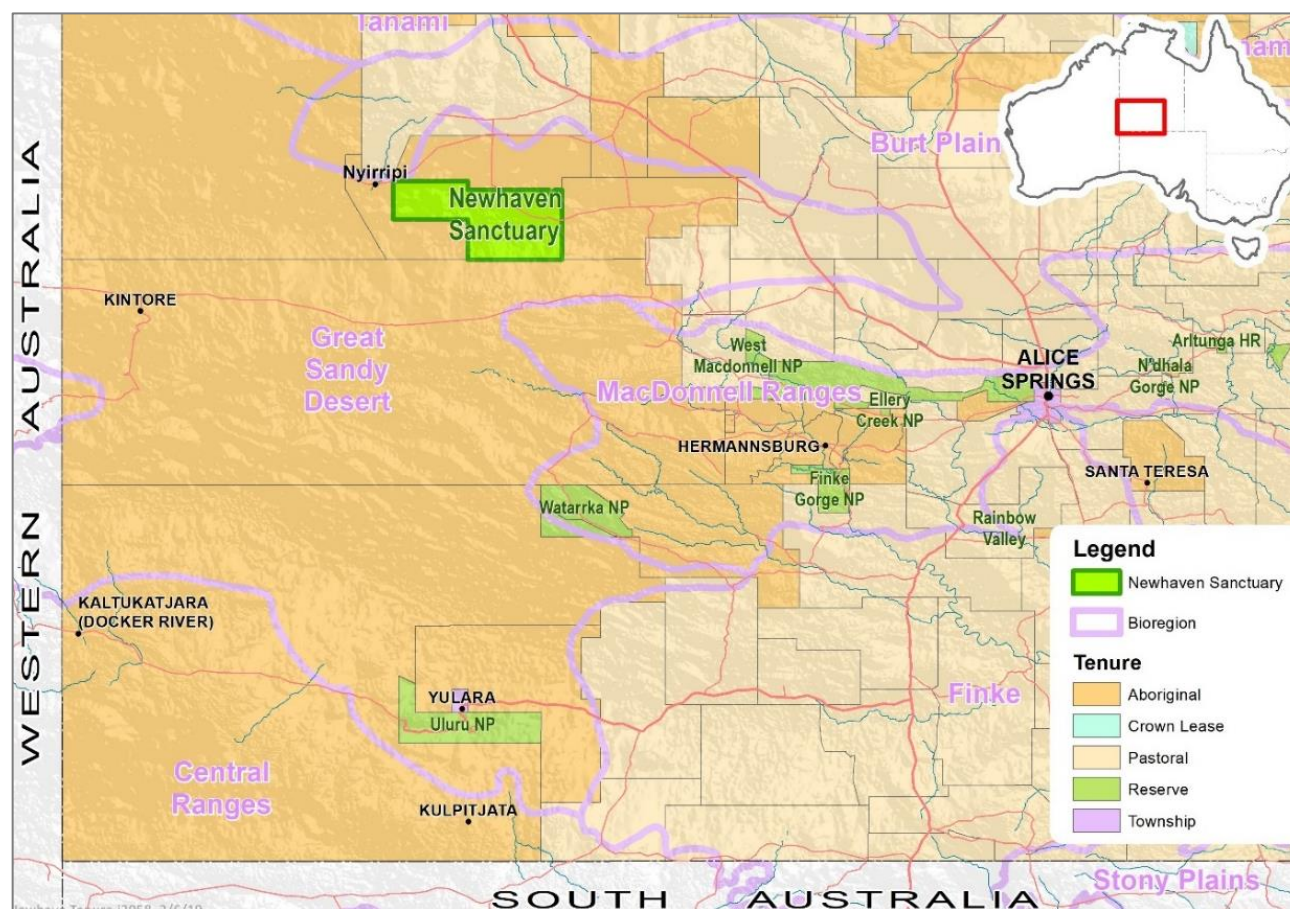 Tanami
Burt Plain
Nyirripi
Newhaven
Sanctuary
KINTORE
Great
Sandy
Desert
West
Macdonnell NP
MacDonnell Ranges
Ellery
Creek NP
ALICE
SPRINGS
Arltunga HR
N'dhala
Gorge NP
HERMANNSBURG
Finke
Gorge NP
SANTA TERESA
Watarrka NP
Rainbow
Valley
KALTUKATJARA
(DOCKER RIVER)
YULARA
Uluru NP
Finke
Central
Ranges
KULPITJATA
Stony Plains
WESTERN AUSTRALIA
SOUTH AUSTRALIA
Legend
Newhaven Sanctuary
Bioregion
Tenure
Aboriginal
Crown Lease
Pastoral
Reserve
Township